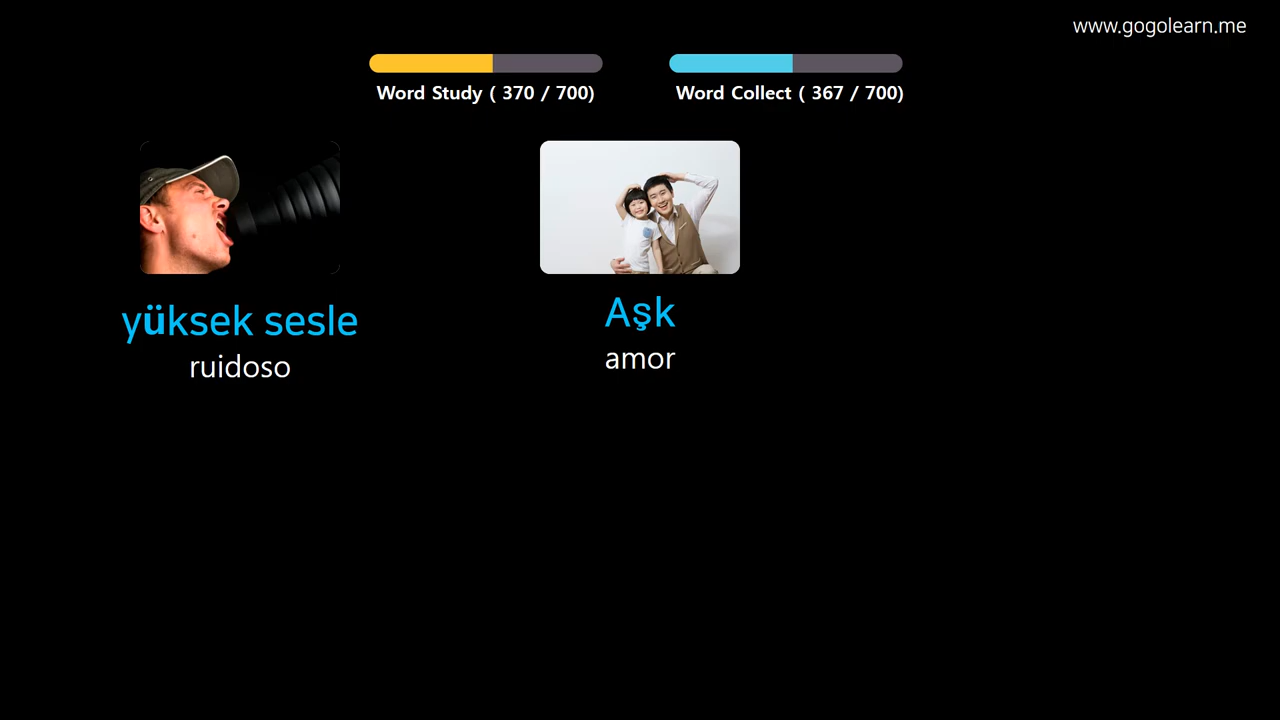 www.gogolearn.me
Word Study ( 370 / 700)
Word Collect ( 367 / 700)
yüksek sesle
ruidoso
Aşk
amor